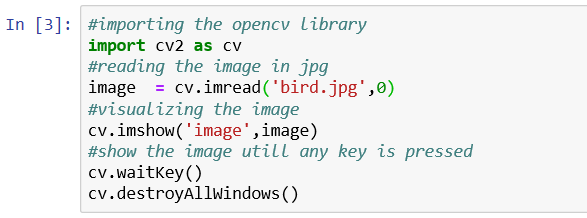 In [3]: #importing the opencv library
import cv2 as cv
#reading the image in jpg
image  = cv.imread('bird.jpg',0)
#visualizing the image
cv.imshow('image',image)
#show the image utill any key is pressed
cv.waitKey()
cv.destroyAllWindows()